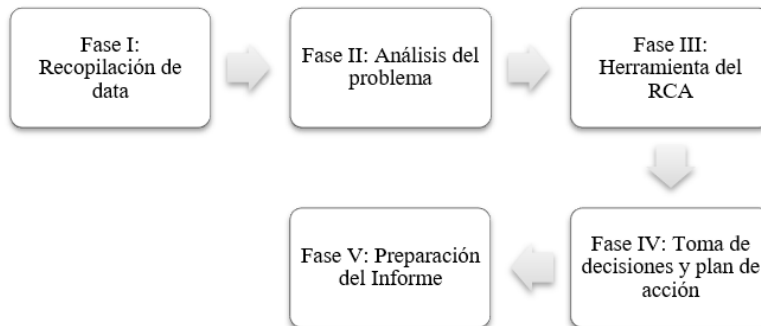 Fase I:
Recopilación de
data
Fase II: Análisis del
problema
Fase III:
Herramienta del
RCA
Fase IV: Toma de
decisiones y plan de
acción
Fase V: Preparación
del Informe